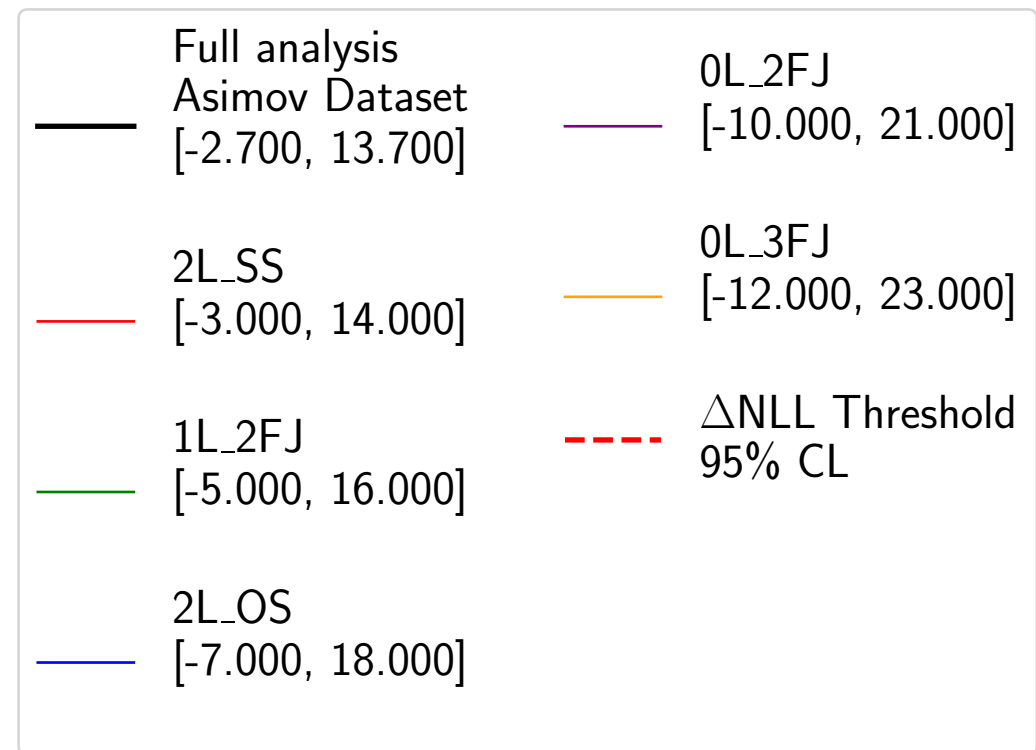 Full analysis
Asimov Dataset
[-2.700, 13.700]
2L_SS
[-3.000, 14.000]
1L_2FJ
[-5.000, 16.000]
2L_OS
[-7.000, 18.000]
0L_2FJ
[-10.000, 21.000]
0L_3FJ
[-12.000, 23.000]
ΔNLL Threshold
95% CL